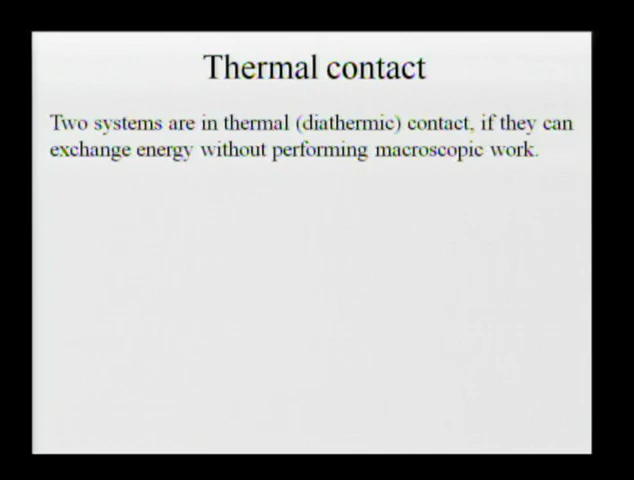 Thermal contact
Two systems are in thermal (diathermic) contact, if they can
exchange energy without performing macroscopic work.